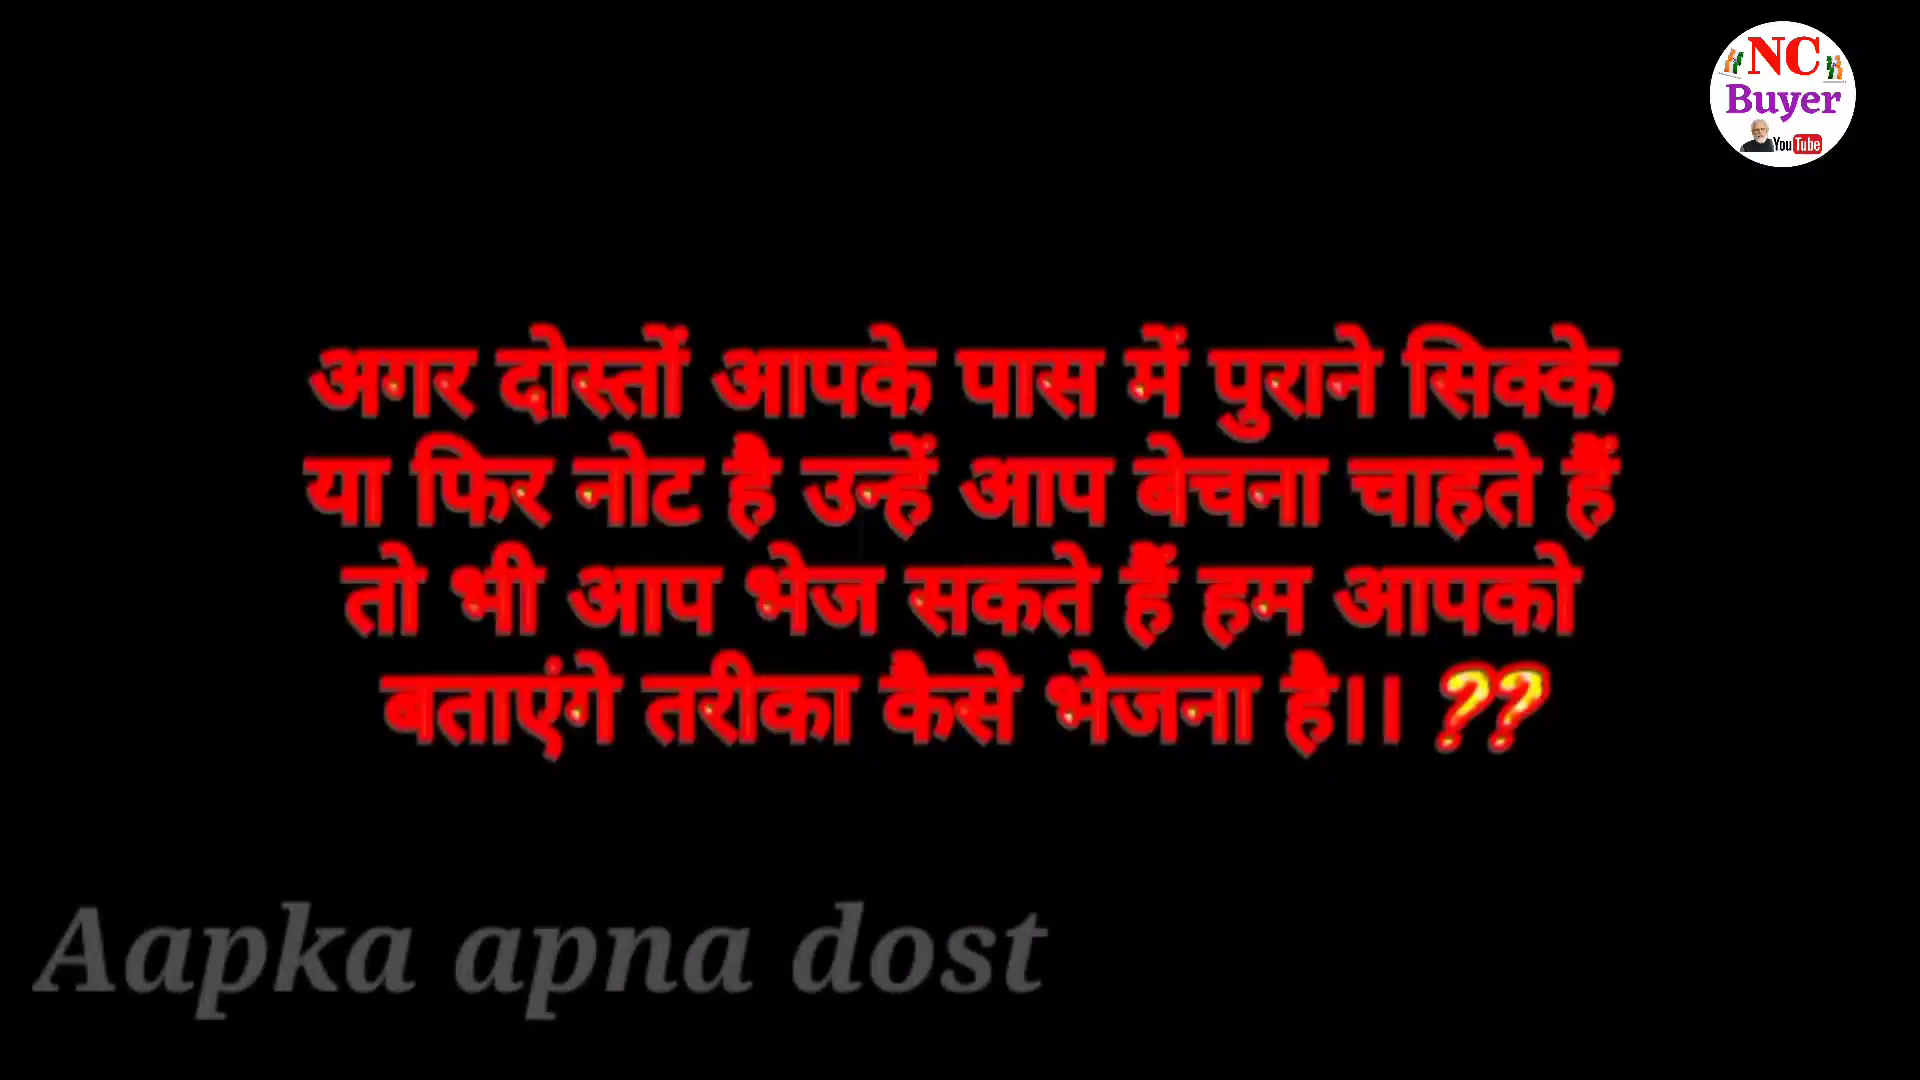 NC
Buyer
YouTube
अगर दोस्तों आपके पास में पुराने सिक्के
या फिर नोट है उन्हें आप बेचना चाहते हैं
तो भी आप भेज सकते हैं हम आपको
बताएंगे तरीका कैसे भेजना है।। ??
Aapka apna dost